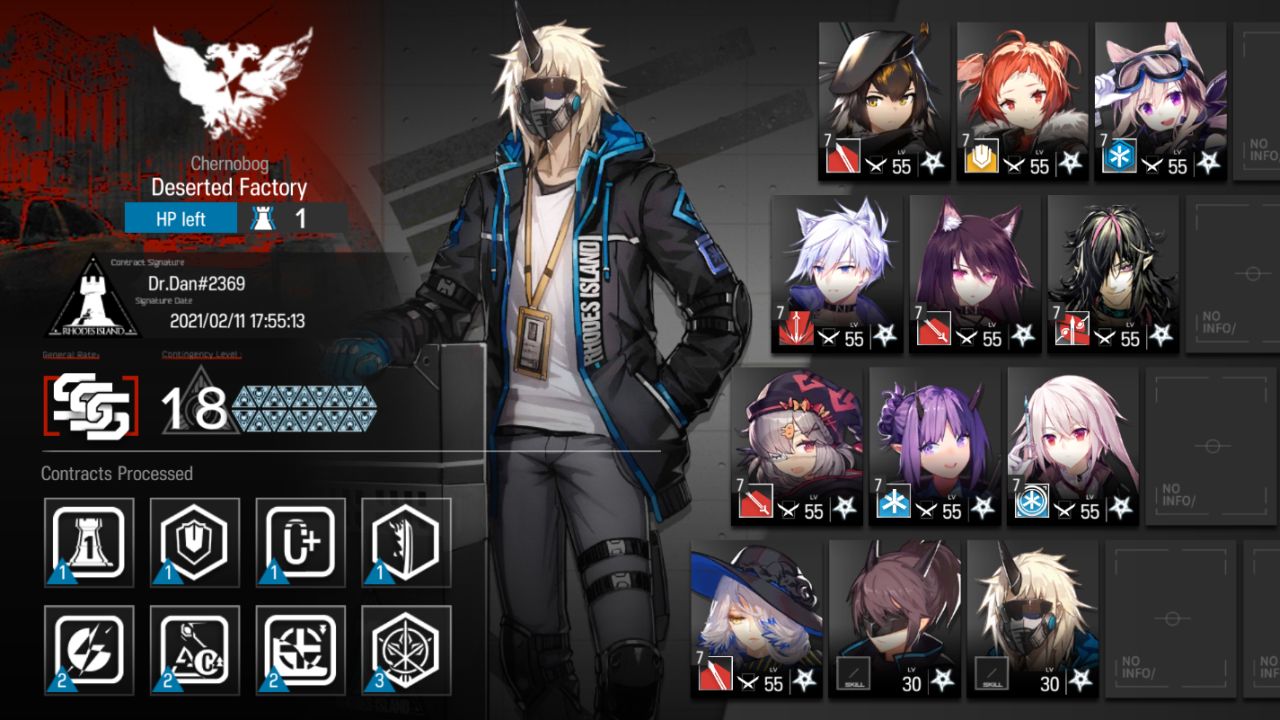 Chernobog
Deserted Factory
HP left 1
Contract Signature
Dr.Dan#2369
Signature Date
2021/02/11 17:55:13
RHODES ISLAND
General Rate
Contingency Level
SSG
18
Contracts Processed
1
1 1 C+ 1
2 2 C 2 3
RHODES ISLAND
7 LV 55
7 LV 55
7 LV 55
NO
INFO
7 LV 55
7 LV 55
7 LV 55
NO
INFO/
7 LV 55
7 LV 55
7 LV 55
NO
INFO/
7 LV 55
SKILL LV 30
SKILL LV 30
NO
INFO/
NO
INFO